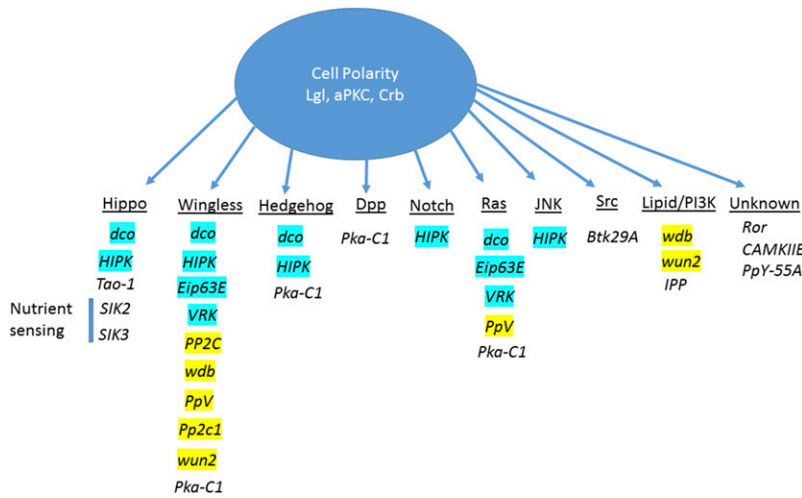 Cell Polarity
Lgl, aPKC, Crb
Hippo
dco
HIPK
Tao-1
SIK2
SIK3
Nutrient
sensing
Wingless
dco
HIPK
Eip63E
VRK
PP2C
wdb
PpV
Pp2c1
wun2
Pka-C1
Hedgehog
dco
HIPK
Pka-C1
Dpp
Pka-C1
Notch
HIPK
Ras
dco
Eip63E
VRK
PpV
Pka-C1
JNK
HIPK
Src
Btk29A
Lipid/PI3K
wdb
wun2
IPP
Unknown
Ror
CAMKIIB
PpY-55A